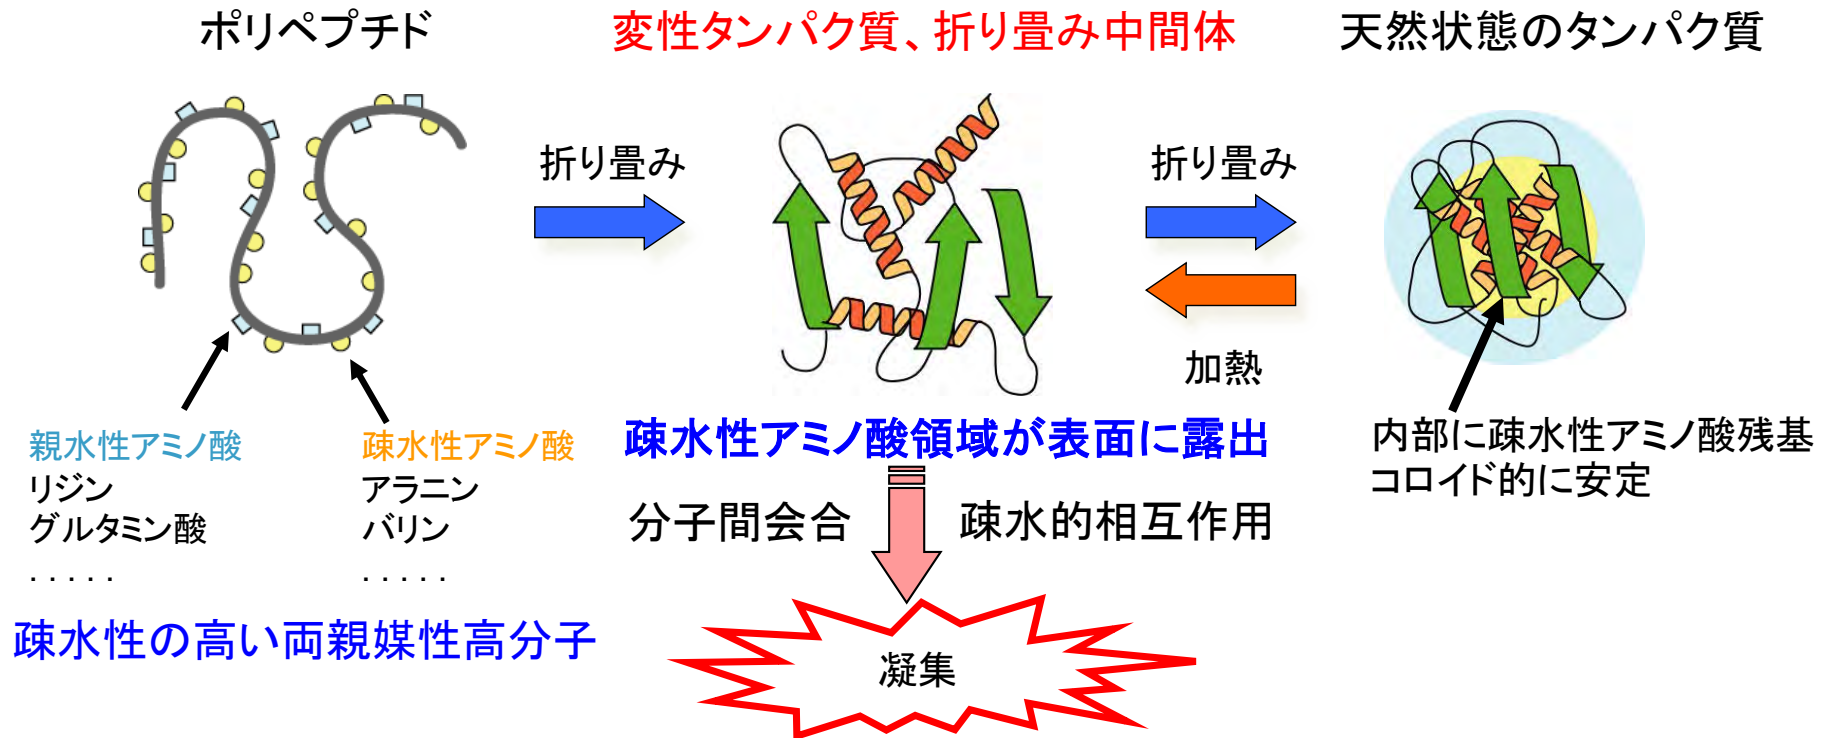 ポリペプチド
変性タンパク質、折り畳み中間体
天然状態のタンパク質
折り畳み
折り畳み
加熱
親水性アミノ酸
リジン
グルタミン酸
.....
疎水性アミノ酸
アラニン
バリン
.....
疎水性アミノ酸領域が表面に露出
内部に疎水性アミノ酸残基
コロイド的に安定
分子間会合
疎水的相互作用
疎水性の高い両親媒性高分子
凝集